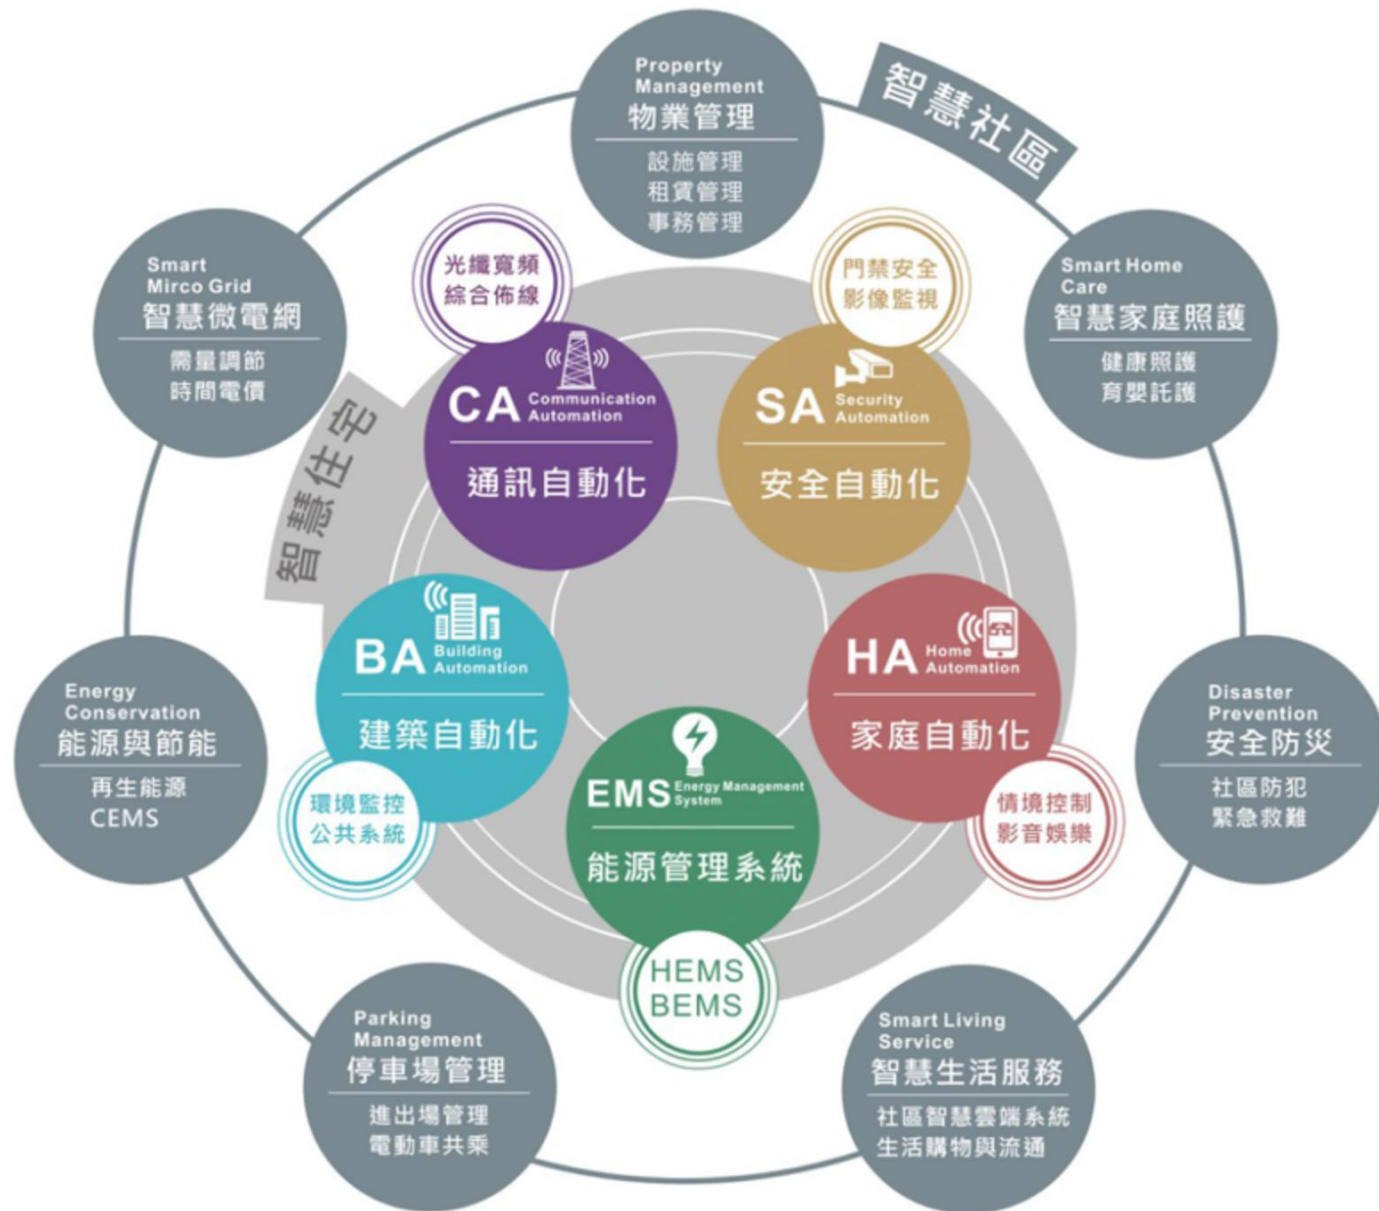 Property
Management
物業管理
設施管理
租賃管理
事務管理
智慧社區
Smart Home
Care
智慧家庭照護
健康照護
育嬰託護
Disaster
Prevention
安全防災
社區防犯
緊急救難
Smart Living
Service
智慧生活服務
社區智慧雲端系統
生活購物與流通
Parking
Management
停車場管理
進出場管理
電動車共乘
Energy
Conservation
能源與節能
再生能源
CEMS
Smart
Mirco Grid
智慧微電網
需量調節
時間電價
智慧住宅
光纖寬頻
綜合佈線
CA Communication
Automation
通訊自動化
門禁安全
影像監視
SA Security
Automation
安全自動化
HA Home
Automation
家庭自動化
情境控制
影音娛樂
EMS Energy Management
System
能源管理系統
HEMS
BEMS
BA Building
Automation
建築自動化
環境監控
公共系統